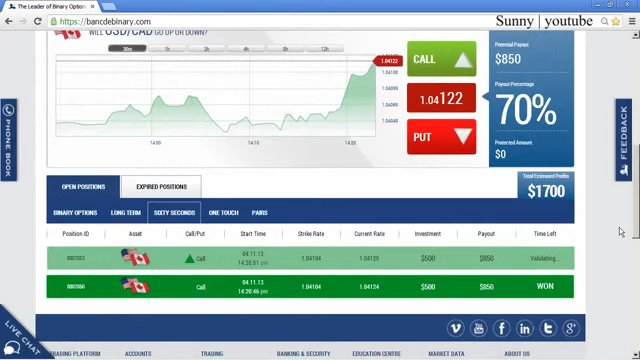 The Leader of Binary Option
https://bancdebinary.com
Sunny | youtube
WILL USD/CAD GO UP OR DOWN?
30m 1h 2h 4h 8h 12h
1.04122
1.04100
1.04080
1.04060
1.04040
14:00 14:10 14:20
CALL
1.04122
PUT
Potential Payout
$850
Payout Percentage
70%
Protected Amount
$0
PHONE BOOK
FEEDBACK
OPEN POSITIONS EXPIRED POSITIONS
Total Estimated Profits
$1700
BINARY OPTIONS LONG TERM SIXTY SECONDS ONE TOUCH PAIRS
Position ID Asset Call/Put Start Time Strike Rate Current Rate Investment Payout Time Left
Call 04.11.13 14:20:51 pm 1.04104 1.04125 $500 $850 Validating...
Call 04.11.13 14:20:46 pm 1.04104 1.04124 $500 $850 WON
LIVE CHAT
TRADING PLATFORM ACCOUNTS TRADING BANKING & SECURITY EDUCATION CENTRE MARKET DATA ABOUT US